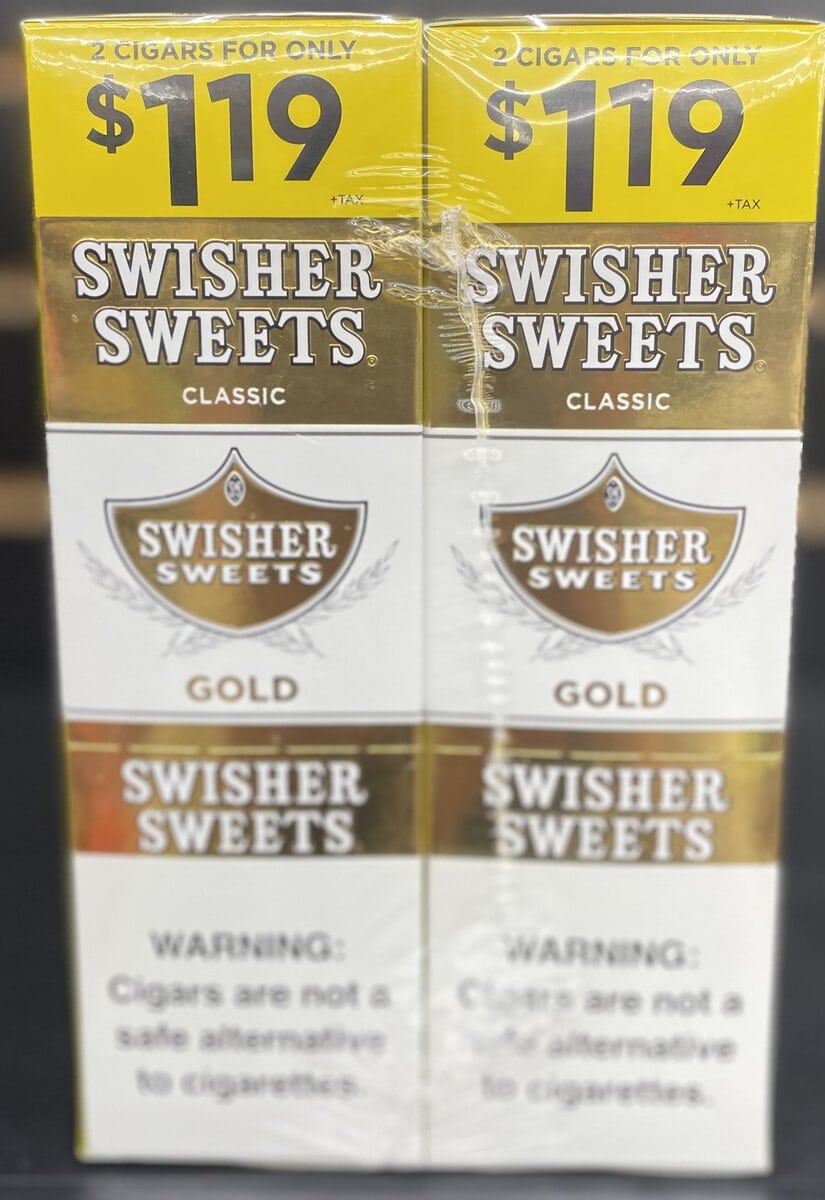 2 CIGARS FOR ONLY
$119
+TAX
SWISHER
SWEETS
CLASSIC
SWISHER
SWEETS
GOLD
SWISHER
SWEETS
WARNING:
Cigars are not a
safe alternative
to cigarettes.
2 CIGARS FOR ONLY
$119
+TAX
SWISHER
SWEETS
CLASSIC
SWISHER
SWEETS
GOLD
SWISHER
SWEETS
WARNING:
Cigars are not a
safe alternative
to cigarettes.